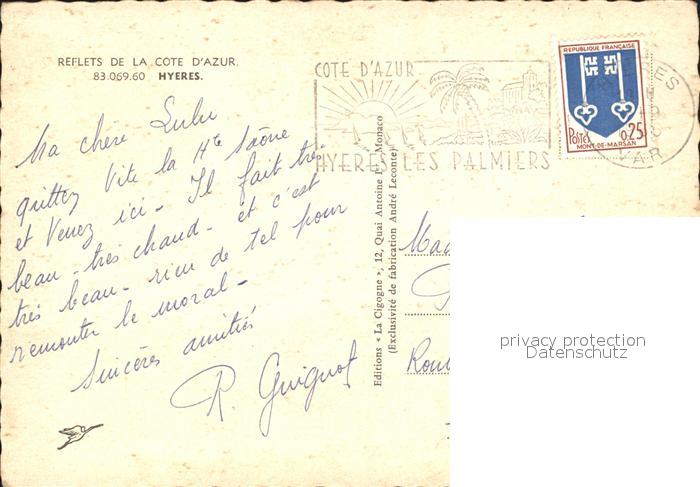 REFLETS DE LA COTE D'AZUR.
83.069.60 HYERES.
Ma chère Lulu
quittez vite la Hte Saône
et venez ici - Il fait très
beau - très chaud - et c'est
très beau - rien de tel pour
remonter le moral -
Sincères amitiés
R. Guignot
COTE D'AZUR
HYERES LES PALMIERS
REPUBLIQUE FRANÇAISE
Postes 0,25
MONT-DE-MARSAN
VAR
Editions « La Cigogne », 12, Quai Antoine Ier, Monaco
(Exclusivité de fabrication André Leconte)
Mad
privacy protection
Datenschutz